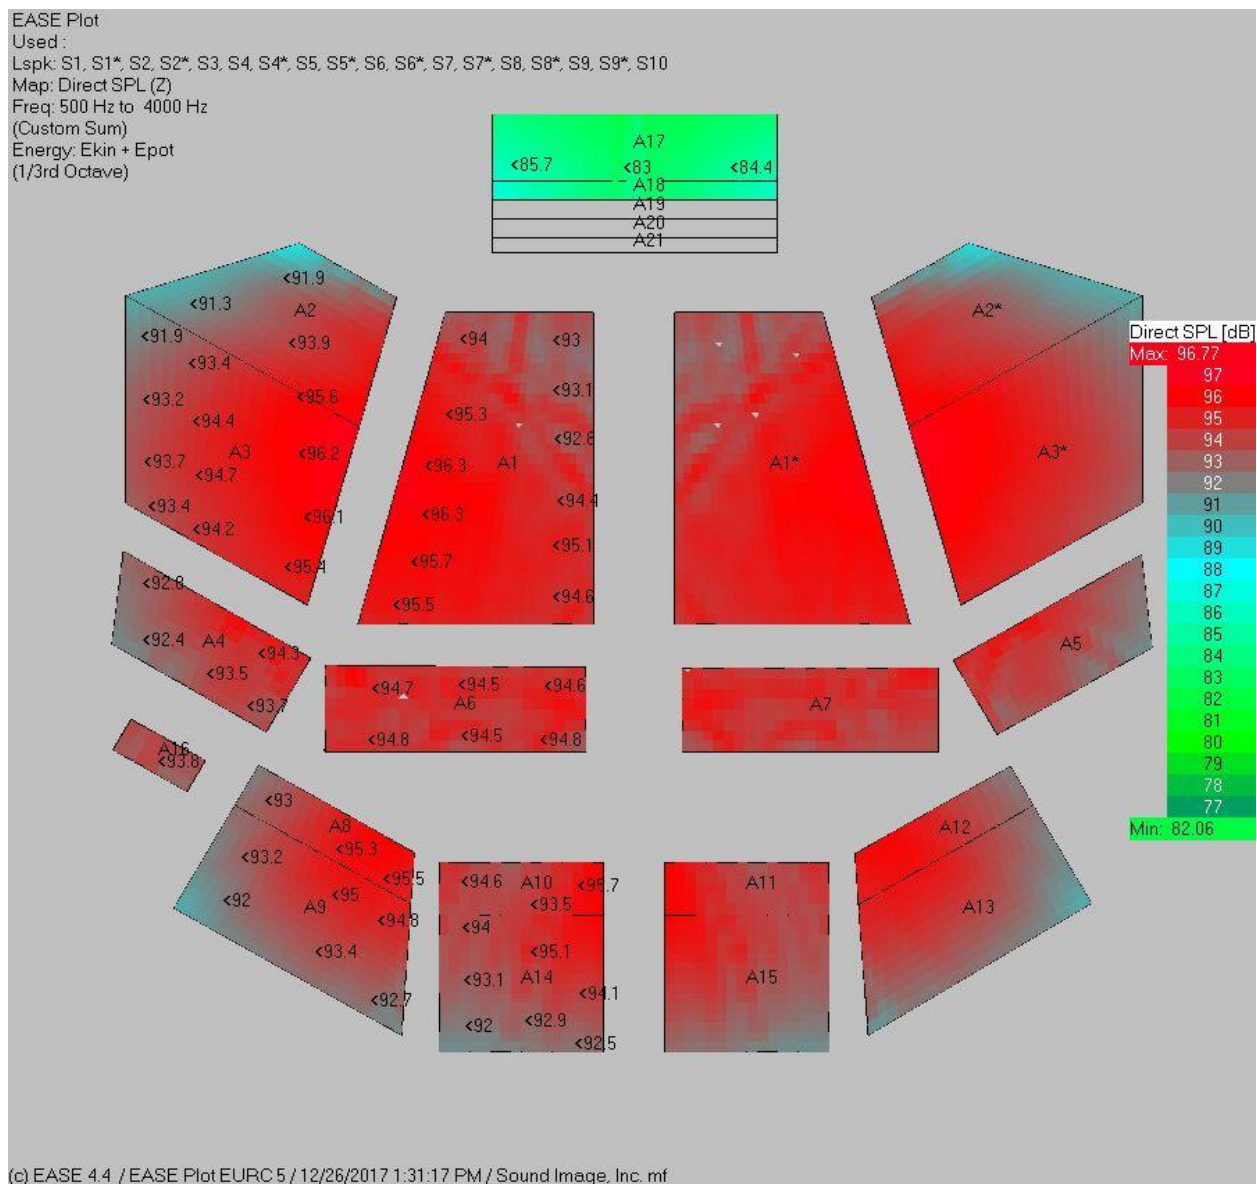 EASE Plot
Used :
Lspk: S1, S1*, S2, S2*, S3, S4, S4*, S5, S5*, S6, S6*, S7, S7*, S8, S8*, S9, S9*, S10
Map: Direct SPL (Z)
Freq: 500 Hz to 4000 Hz
(Custom Sum)
Energy: Ekin + Epot
(1/3rd Octave)
A17
<85.7 <83 <84.4
A18
A19
A20
A21
<91.9
<91.3 A2
<91.9 <93.9
<93.4
<93.2 <95.6
<94.4
A3 <96.2
<93.7 <94.7
<93.4 <96.1
<94.2
<95.4
<94 <93
<93.1
<95.3
<92.8
<96.3 A1
<94.4
<96.3
<95.1
<95.7
<94.6
<95.5
A1*
A2*
A3*
Direct SPL [dB]
Max: 96.77
97
96
95
94
93
92
91
90
89
88
87
86
85
84
83
82
81
80
79
78
77
Min: 82.06
<92.8
<92.4 A4 <94.3
<93.5
<93.7
A5
<94.7 <94.5 <94.6
A6
<94.8 <94.5 <94.8
A7
A16
<93.8
<93
A8
<93.2 <95.3
<95.5
<92 <95
A9 <94.8
<93.4
<92.7
<94.6 A10 <95.7
<93.5
<94
<95.1
<93.1 A14
<94.1
<92 <92.9
<92.5
A11
A15
A12
A13
(c) EASE 4.4 / EASE Plot EURC 5 / 12/26/2017 1:31:17 PM / Sound Image, Inc. mf